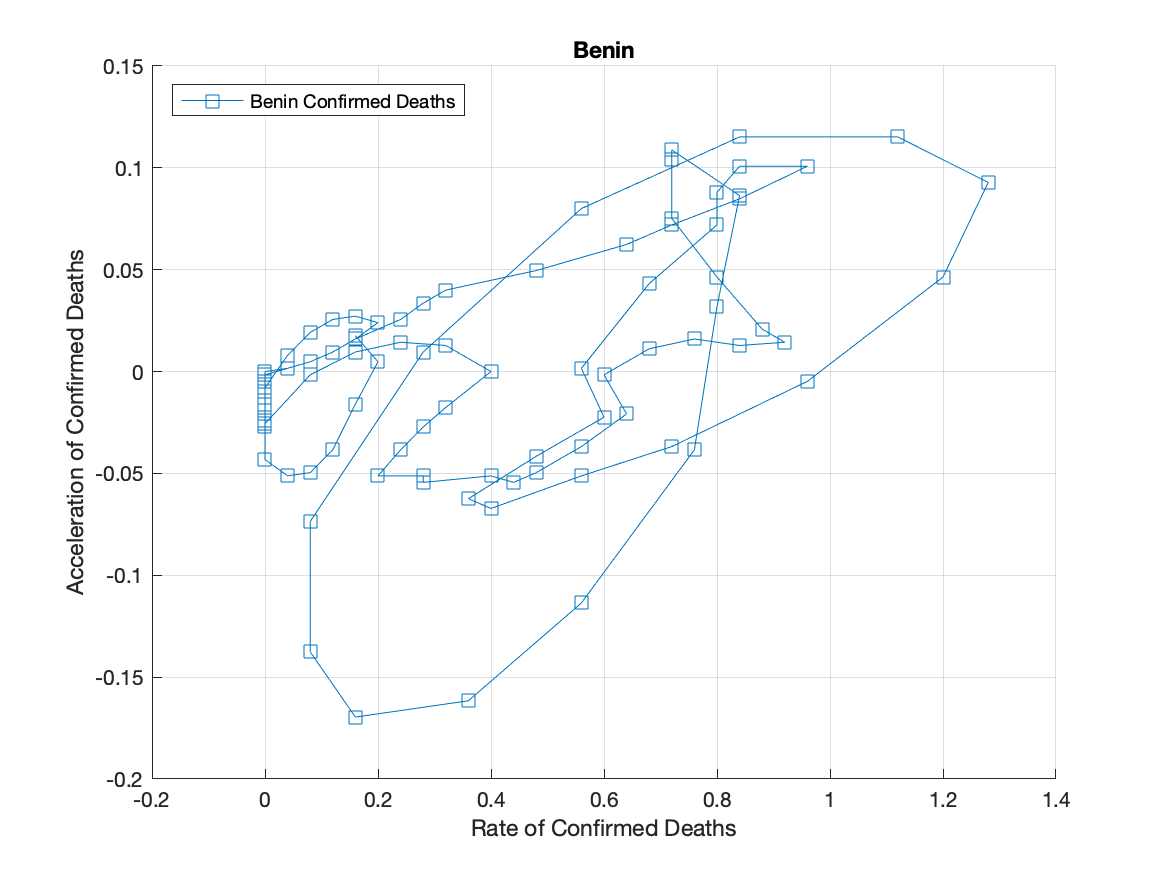 Benin
0.15
Benin Confirmed Deaths
0.1
0.05
0
-0.05
-0.1
-0.15
-0.2
Acceleration of Confirmed Deaths
-0.2 0 0.2 0.4 0.6 0.8 1 1.2 1.4
Rate of Confirmed Deaths